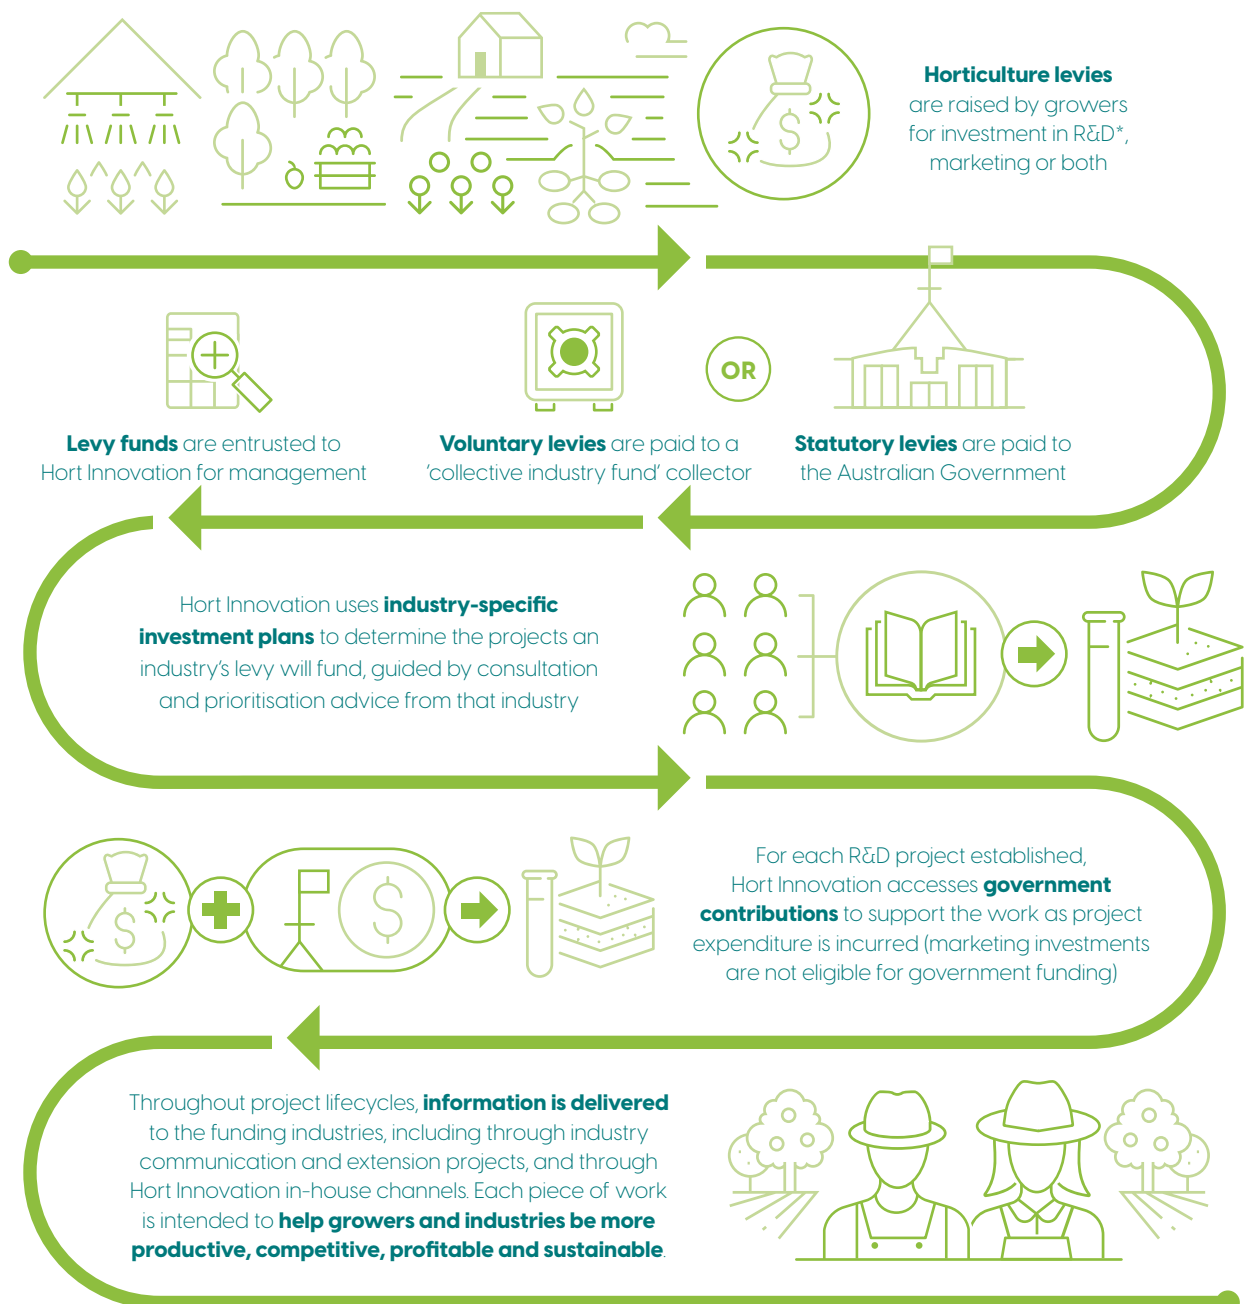 Horticulture levies
are raised by growers
for investment in R&D*,
marketing or both
OR
Statutory levies are paid to
the Australian Government
Voluntary levies are paid to a
‘collective industry fund’ collector
Levy funds are entrusted to
Hort Innovation for management
Hort Innovation uses industry-specific
investment plans to determine the projects an
industry’s levy will fund, guided by consultation
and prioritisation advice from that industry
For each R&D project established,
Hort Innovation accesses government
contributions to support the work as project
expenditure is incurred (marketing investments
are not eligible for government funding)
Throughout project lifecycles, information is delivered
to the funding industries, including through industry
communication and extension projects, and through
Hort Innovation in-house channels. Each piece of work
is intended to help growers and industries be more
productive, competitive, profitable and sustainable.